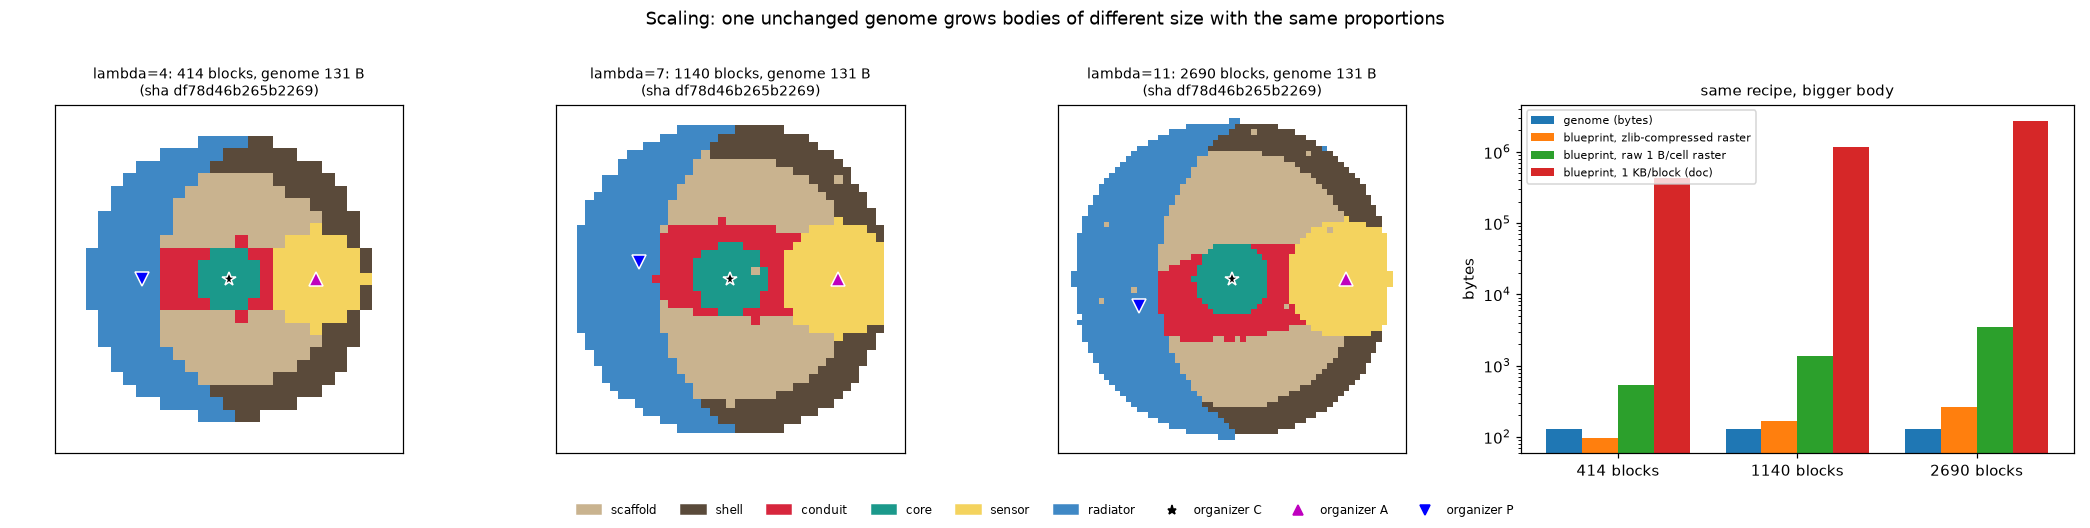 Scaling: one unchanged genome grows bodies of different size with the same proportions
lambda=4: 414 blocks, genome 131 B
(sha df78d46b265b2269)
lambda=7: 1140 blocks, genome 131 B
(sha df78d46b265b2269)
lambda=11: 2690 blocks, genome 131 B
(sha df78d46b265b2269)
same recipe, bigger body
genome (bytes)
blueprint, zlib-compressed raster
blueprint, raw 1 B/cell raster
blueprint, 1 KB/block (doc)
bytes
10⁶
10⁵
10⁴
10³
10²
414 blocks
1140 blocks
2690 blocks
scaffold
shell
conduit
core
sensor
radiator
organizer C
organizer A
organizer P